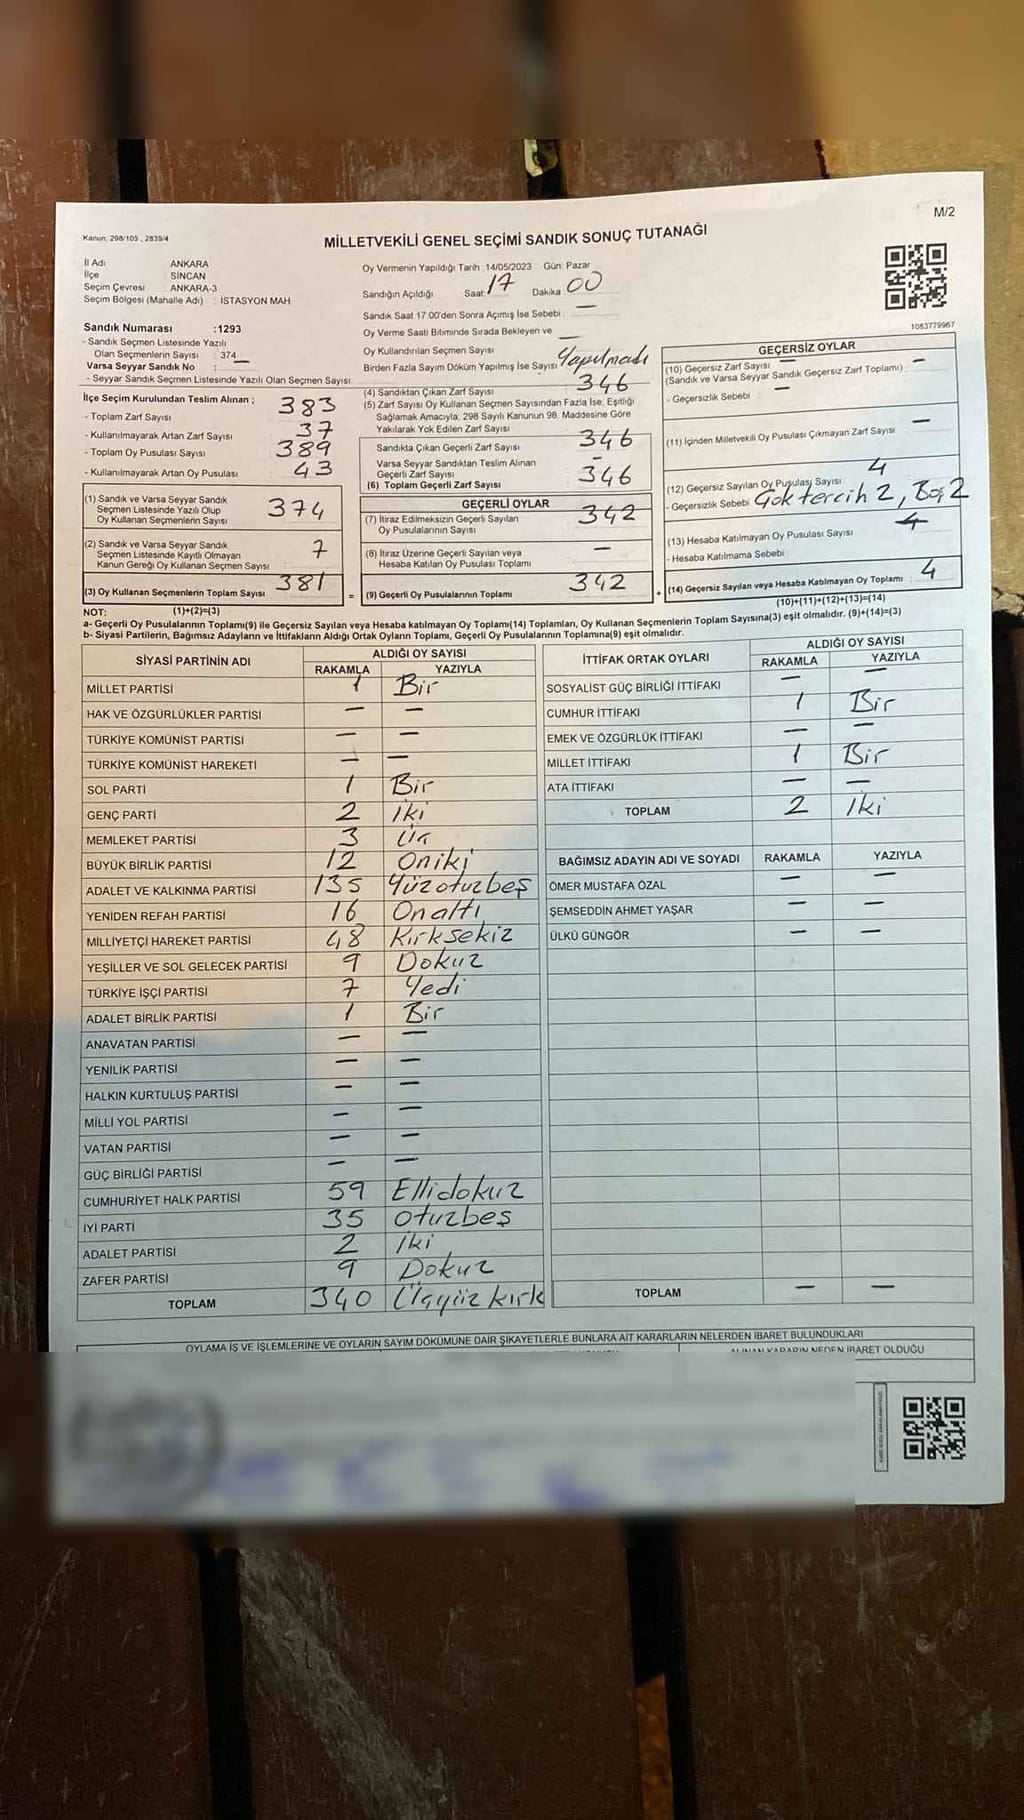 M/2
Kanun: 298/105 , 2839/4
MİLLETVEKİLİ GENEL SEÇİMİ SANDIK SONUÇ TUTANAĞI
İl Adı ANKARA
İlçe SİNCAN
Seçim Çevresi : ANKARA-3
Seçim Bölgesi (Mahalle Adı) : İSTASYON MAH
Sandık Numarası :1293
- Sandık Seçmen Listesinde Yazılı
Olan Seçmenlerin Sayısı : 374
Varsa Seyyar Sandık No :
- Seyyar Sandık Seçmen Listesinde Yazılı Olan Seçmen Sayısı:
Oy Vermenin Yapıldığı Tarih :14/05/2023 Gün: Pazar
Sandığın Açıldığı Saat: 17 Dakika: 00
Sandık Saat 17:00'den Sonra Açımış İse Sebebi : —
Oy Verme Saati Bitiminde Sırada Bekleyen ve
Oy Kullandırılan Seçmen Sayısı —
Birden Fazla Sayım Döküm Yapılmış İse Sayısı : Yapılmadı
1083779967
İlçe Seçim Kurulundan Teslim Alınan ;
- Toplam Zarf Sayısı 383
- Kullanılmayarak Artan Zarf Sayısı 37
- Toplam Oy Pusulası Sayısı 389
- Kullanılmayarak Artan Oy Pusulası 43
(1) Sandık ve Varsa Seyyar Sandık
Seçmen Listesinde Yazılı Olup
Oy Kullanan Seçmenlerin Sayısı 374
(2) Sandık ve Varsa Seyyar Sandık
Seçmen Listesinde Kayıtlı Olmayan
Kanun Gereği Oy Kullanan Seçmen Sayısı 7
(3) Oy Kullanan Seçmenlerin Toplam Sayısı 381 =
(4) Sandıktan Çıkan Zarf Sayısı 346
(5) Zarf Sayısı Oy Kullanan Seçmen Sayısından Fazla İse; Eşitliği
Sağlamak Amacıyla; 298 Sayılı Kanunun 98. Maddesine Göre
Yakılarak Yok Edilen Zarf Sayısı
Sandıkta Çıkan Geçerli Zarf Sayısı 346
Varsa Seyyar Sandıktan Teslim Alınan
Geçerli Zarf Sayısı —
(6) Toplam Geçerli Zarf Sayısı 346
GEÇERLİ OYLAR
(7) İtiraz Edilmeksizin Geçerli Sayılan
Oy Pusulalarının Sayısı 342
(8) İtiraz Üzerine Geçerli Sayılan veya
Hesaba Katılan Oy Pusulası Toplamı —
(9) Geçerli Oy Pusulalarının Toplamı 342 +
GEÇERSİZ OYLAR
(10) Geçersiz Zarf Sayısı —
(Sandık ve Varsa Seyyar Sandık Geçersiz Zarf Toplamı) : —
- Geçersizlik Sebebi —
(11) İçinden Milletvekili Oy Pusulası Çıkmayan Zarf Sayısı —
(12) Geçersiz Sayılan Oy Pusulası Sayısı 4
- Geçersizlik Sebebi Çok tercih 2, Boş 2
(13) Hesaba Katılmayan Oy Pusulası Sayısı
- Hesaba Katılmama Sebebi :
(14) Geçersiz Sayılan veya Hesaba Katılmayan Oy Toplamı : 4
(10)+(11)+(12)+(13)=(14)
NOT: (1)+(2)=(3)
a- Geçerli Oy Pusulalarının Toplamı(9) ile Geçersiz Sayılan veya Hesaba katılmayan Oy Toplamı(14) Toplamları, Oy Kullanan Seçmenlerin Toplam Sayısına(3) eşit olmalıdır. (9)+(14)=(3)
b- Siyasi Partilerin, Bağımsız Adayların ve İttifakların Aldığı Ortak Oyların Toplamı, Geçerli Oy Pusulalarının Toplamına(9) eşit olmalıdır.
SİYASİ PARTİNİN ADI ALDIĞI OY SAYISI
RAKAMLA YAZIYLA
MİLLET PARTİSİ 1 Bir
HAK VE ÖZGÜRLÜKLER PARTİSİ — —
TÜRKİYE KOMÜNİST PARTİSİ — —
TÜRKİYE KOMÜNİST HAREKETİ — —
SOL PARTİ 1 Bir
GENÇ PARTİ 2 İki
MEMLEKET PARTİSİ 3 Üç
BÜYÜK BİRLİK PARTİSİ 12 Oniki
ADALET VE KALKINMA PARTİSİ 135 Yüzotuzbeş
YENİDEN REFAH PARTİSİ 16 Onaltı
MİLLİYETÇİ HAREKET PARTİSİ 48 Kırksekiz
YEŞİLLER VE SOL GELECEK PARTİSİ 9 Dokuz
TÜRKİYE İŞÇİ PARTİSİ 7 Yedi
ADALET BİRLİK PARTİSİ 1 Bir
ANAVATAN PARTİSİ — —
YENİLİK PARTİSİ — —
HALKIN KURTULUŞ PARTİSİ — —
MİLLİ YOL PARTİSİ — —
VATAN PARTİSİ — —
GÜÇ BİRLİĞİ PARTİSİ — —
CUMHURİYET HALK PARTİSİ 59 Ellidokuz
İYİ PARTİ 35 Otuzbeş
ADALET PARTİSİ 2 İki
ZAFER PARTİSİ 9 Dokuz
TOPLAM 340 Üçyüzkırk
İTTİFAK ORTAK OYLARI ALDIĞI OY SAYISI
RAKAMLA YAZIYLA
SOSYALİST GÜÇ BİRLİĞİ İTTİFAKI — —
CUMHUR İTTİFAKI 1 Bir
EMEK VE ÖZGÜRLÜK İTTİFAKI — —
MİLLET İTTİFAKI 1 Bir
ATA İTTİFAKI — —
TOPLAM 2 İki
BAĞIMSIZ ADAYIN ADI VE SOYADI RAKAMLA YAZIYLA
ÖMER MUSTAFA ÖZAL — —
ŞEMSEDDİN AHMET YAŞAR — —
ÜLKÜ GÜNGÖR — —
TOPLAM — —
OYLAMA İŞ VE İŞLEMLERİNE VE OYLARIN SAYIM DÖKÜMÜNE DAİR ŞİKAYETLERLE BUNLARA AİT KARARLARIN NELERDEN İBARET BULUNDUKLARI
ALINAN KARARIN NEDEN İBARET OLDUĞU